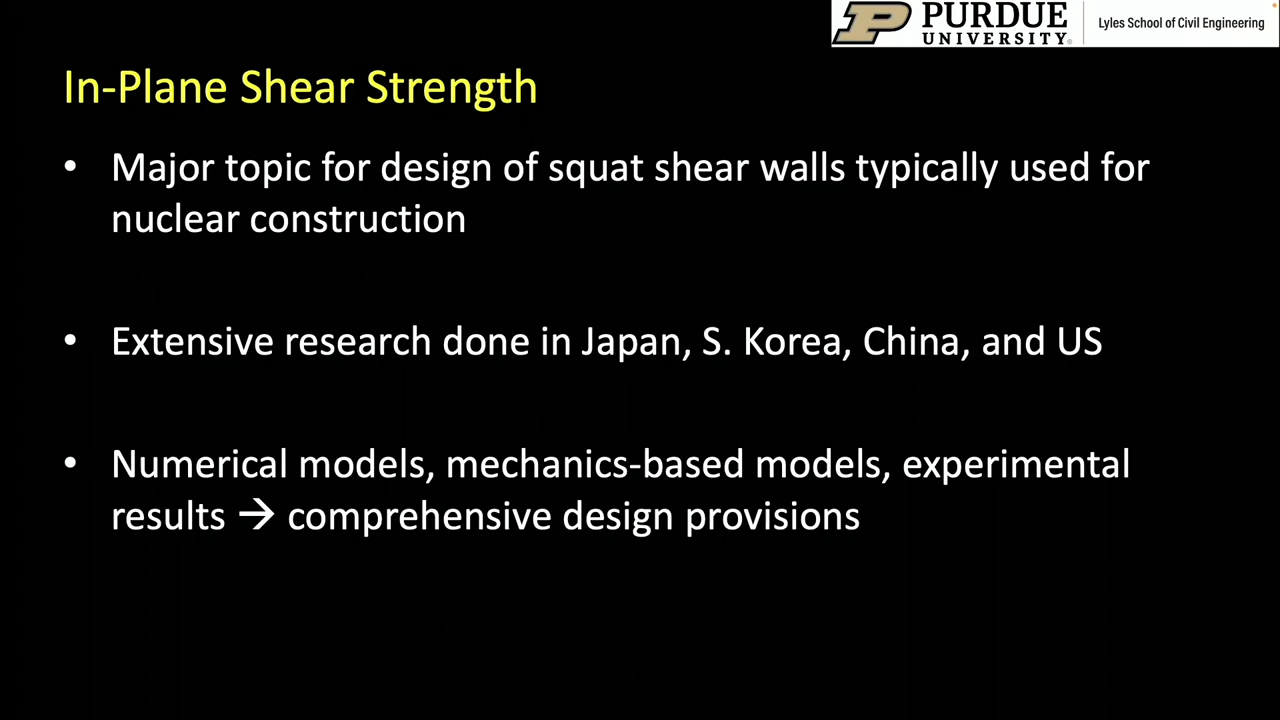 PURDUE
UNIVERSITY
Lyles School of Civil Engineering
In-Plane Shear Strength
• Major topic for design of squat shear walls typically used for
nuclear construction
• Extensive research done in Japan, S. Korea, China, and US
• Numerical models, mechanics-based models, experimental
results → comprehensive design provisions